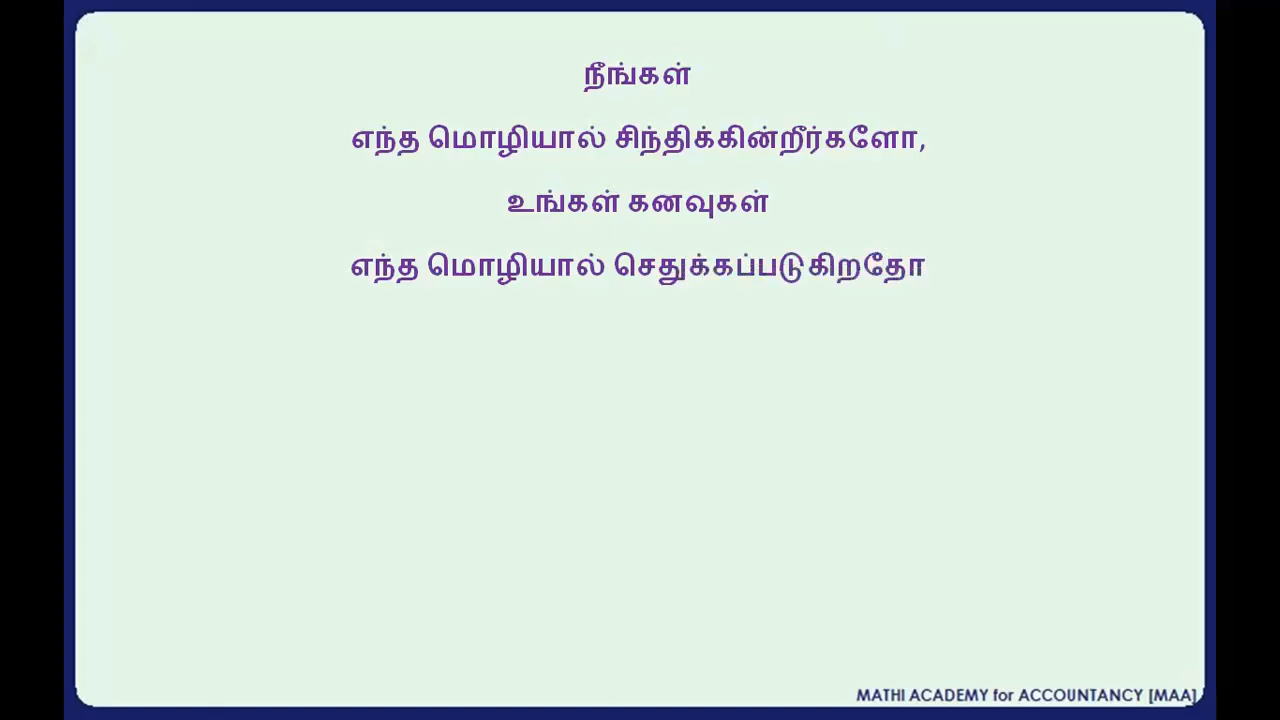 நீங்கள்
எந்த மொழியால் சிந்திக்கின்றீர்களோ,
உங்கள் கனவுகள்
எந்த மொழியால் செதுக்கப்படுகிறதோ
MATHI ACADEMY for ACCOUNTANCY [MAA]